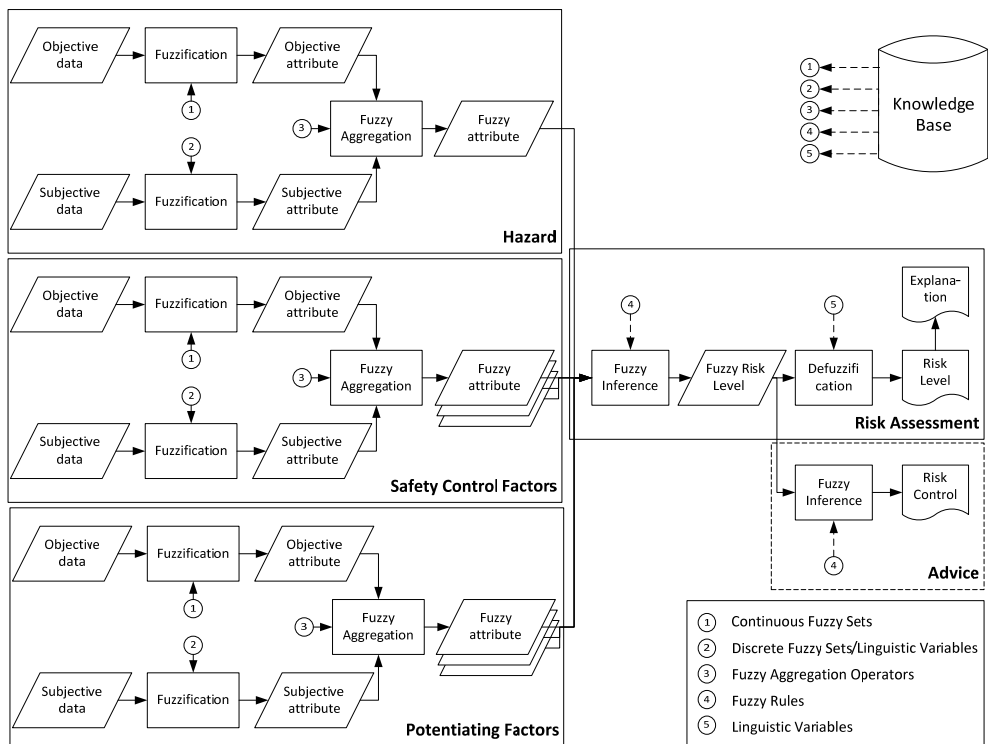 Objective
data
Fuzzification
Objective
attribute
1
2
3
Fuzzy
Aggregation
Fuzzy
attribute
Subjective
data
Fuzzification
Subjective
attribute
Hazard
1
2
3
4
5
Knowledge
Base
Objective
data
Fuzzification
Objective
attribute
1
2
3
Fuzzy
Aggregation
Fuzzy
attribute
Subjective
data
Fuzzification
Subjective
attribute
Safety Control Factors
4
Fuzzy
Inference
Fuzzy Risk
Level
5
Defuzzifi
cation
Explana-
tion
Risk
Level
Risk Assessment
Fuzzy
Inference
Risk
Control
4
Advice
Objective
data
Fuzzification
Objective
attribute
1
2
3
Fuzzy
Aggregation
Fuzzy
attribute
Subjective
data
Fuzzification
Subjective
attribute
Potentiating Factors
1 Continuous Fuzzy Sets
2 Discrete Fuzzy Sets/Linguistic Variables
3 Fuzzy Aggregation Operators
4 Fuzzy Rules
5 Linguistic Variables